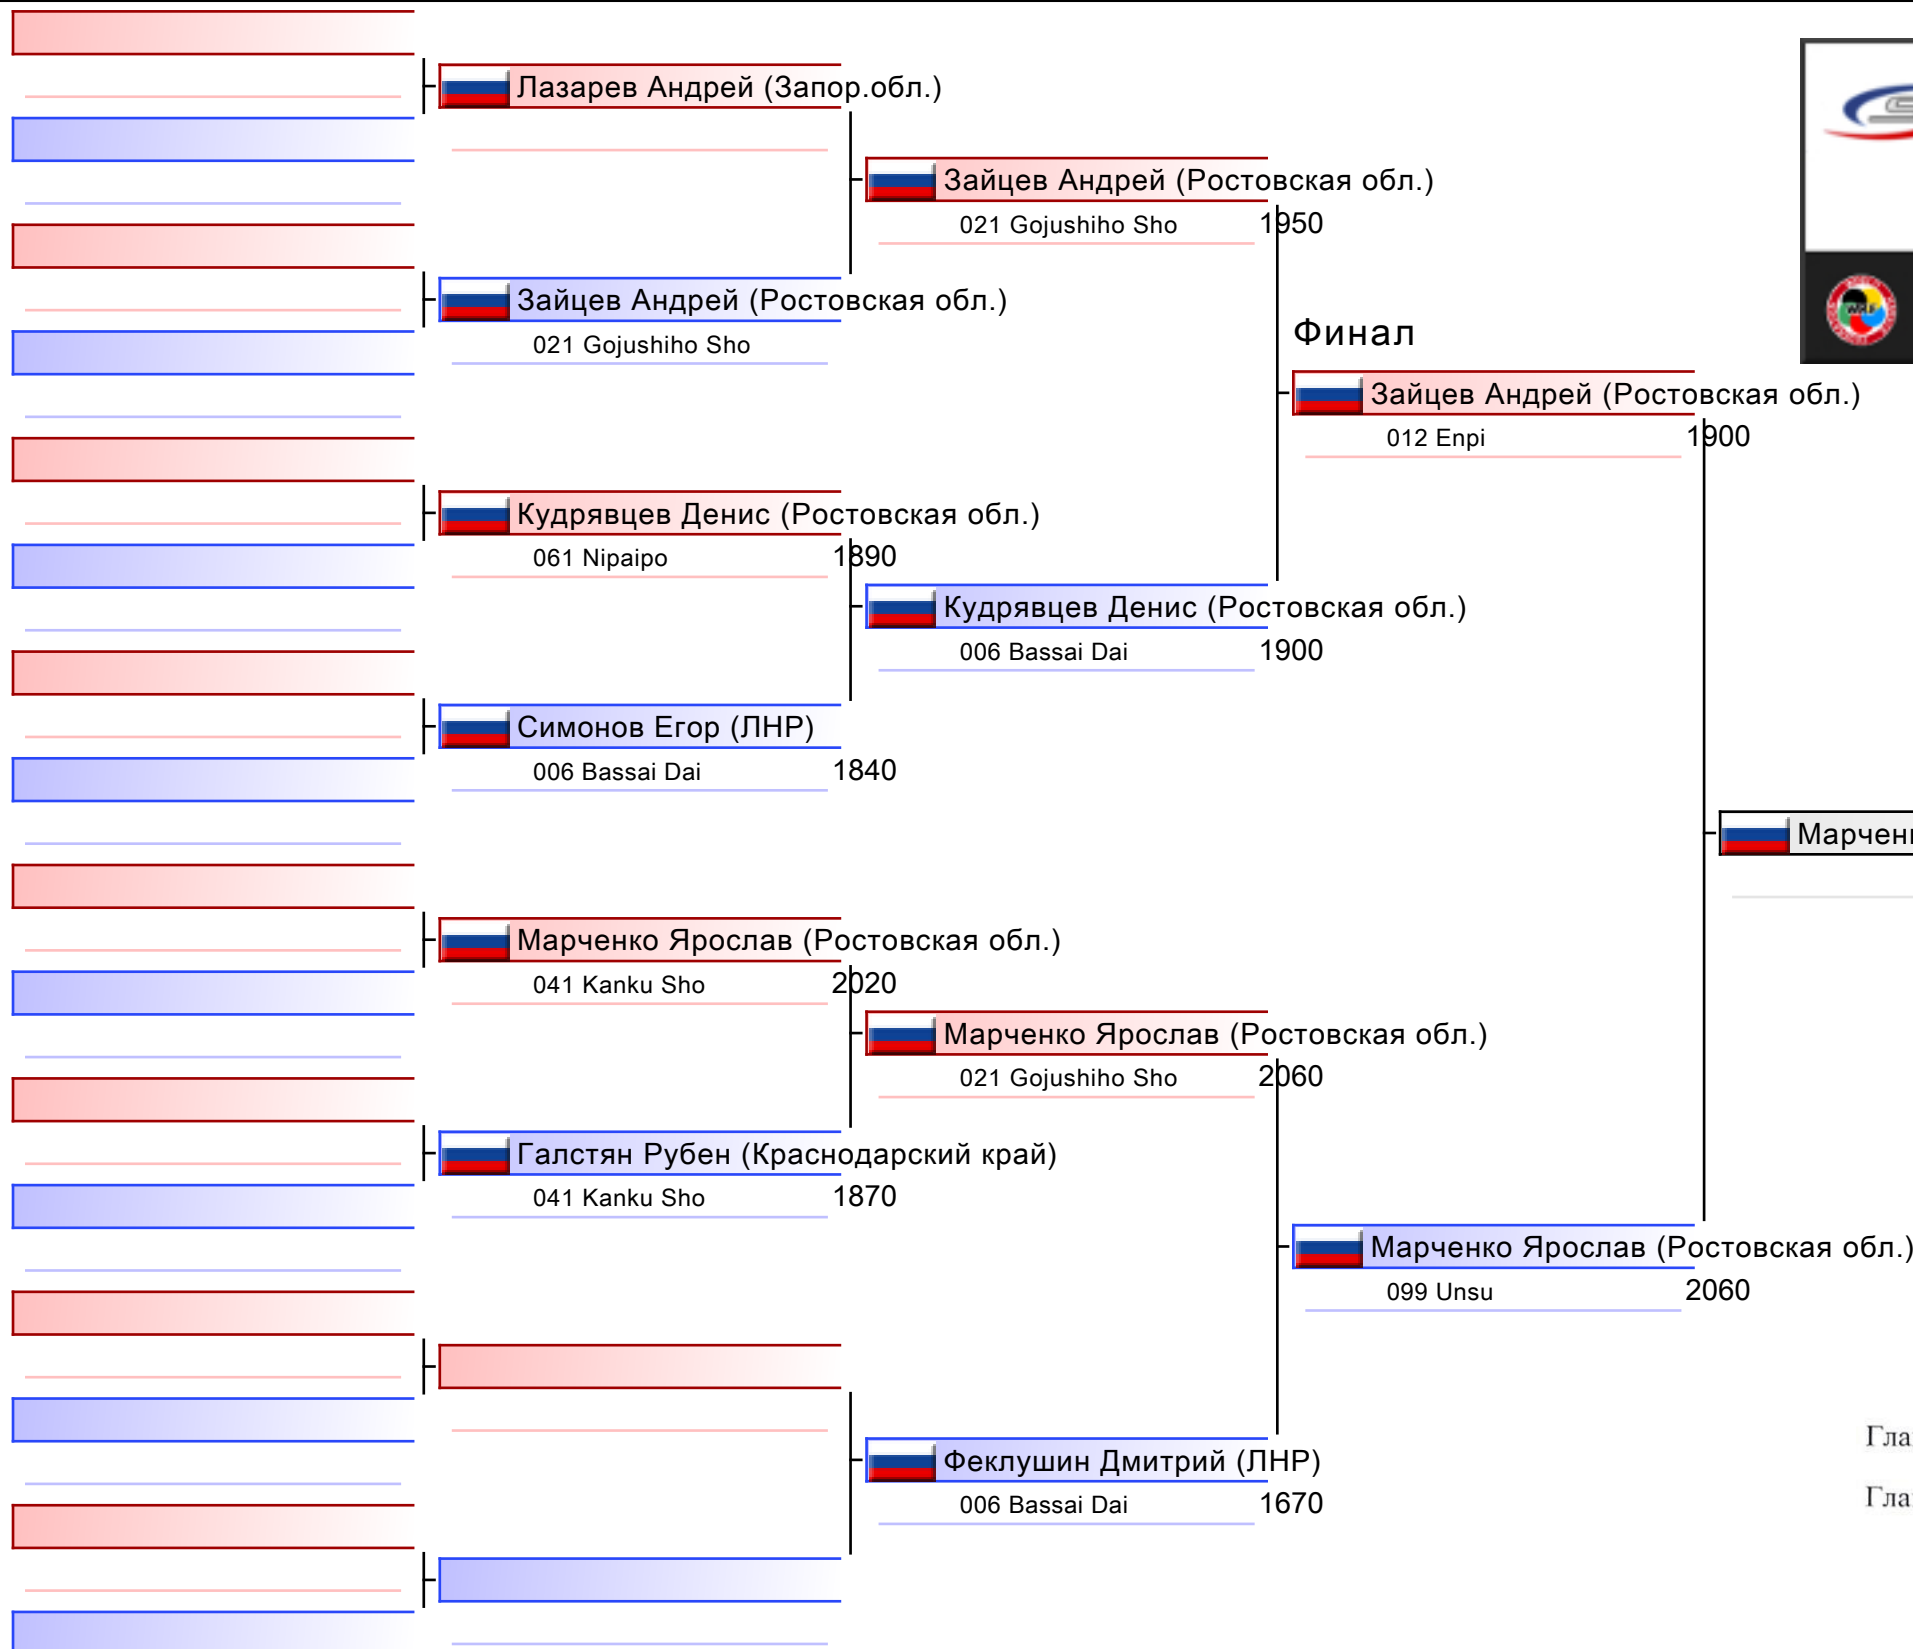 Лазарев Андрей (Запор.обл.)
Зайцев Андрей (Ростовская обл.)
021 Gojushiho Sho 1950
Зайцев Андрей (Ростовская обл.)
021 Gojushiho Sho
Финал
Зайцев Андрей (Ростовская обл.)
012 Enpi 1900
Кудрявцев Денис (Ростовская обл.)
061 Nipaipo 1890
Кудрявцев Денис (Ростовская обл.)
006 Bassai Dai 1900
Симонов Егор (ЛНР)
006 Bassai Dai 1840
Марчен
Марченко Ярослав (Ростовская обл.)
041 Kanku Sho 2020
Марченко Ярослав (Ростовская обл.)
021 Gojushiho Sho 2060
Галстян Рубен (Краснодарский край)
041 Kanku Sho 1870
Марченко Ярослав (Ростовская обл.)
099 Unsu 2060
Феклушин Дмитрий (ЛНР)
006 Bassai Dai 1670
Гла
Гла